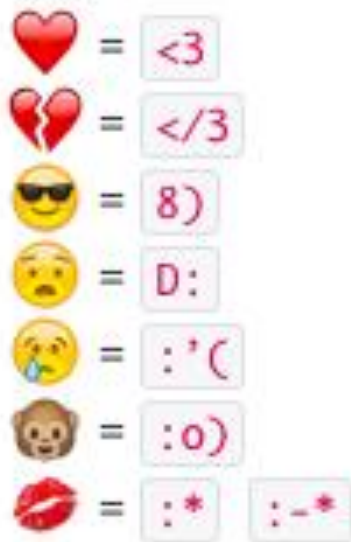 ❤️ = <3
💔 = </3
😎 = 8)
😧 = D:
😢 = :'(
🐵 = :o)
💋 = :* :-*